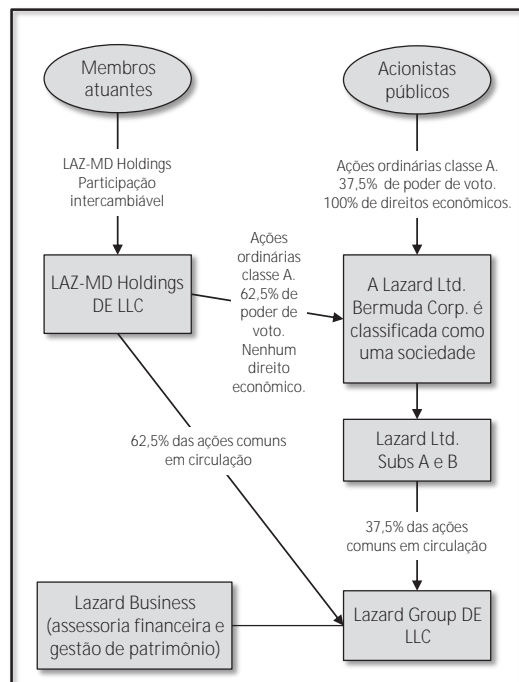 Membros
atuantes
Acionistas
públicos
LAZ-MD Holdings
Participação
intercambiável
Ações ordinárias classe A.
37,5% de poder de voto.
100% de direitos econômicos.
LAZ-MD Holdings
DE LLC
Ações
ordinárias
classe A.
62,5% de
poder de
voto.
Nenhum
direito
econômico.
A Lazard Ltd.
Bermuda Corp. é
classificada como
uma sociedade
62,5% das ações comuns
em circulação
Lazard Ltd.
Subs A e B
37,5% das ações
comuns em circulação
Lazard Business
(assessoria financeira e
gestão de patrimônio)
Lazard Group DE
LLC